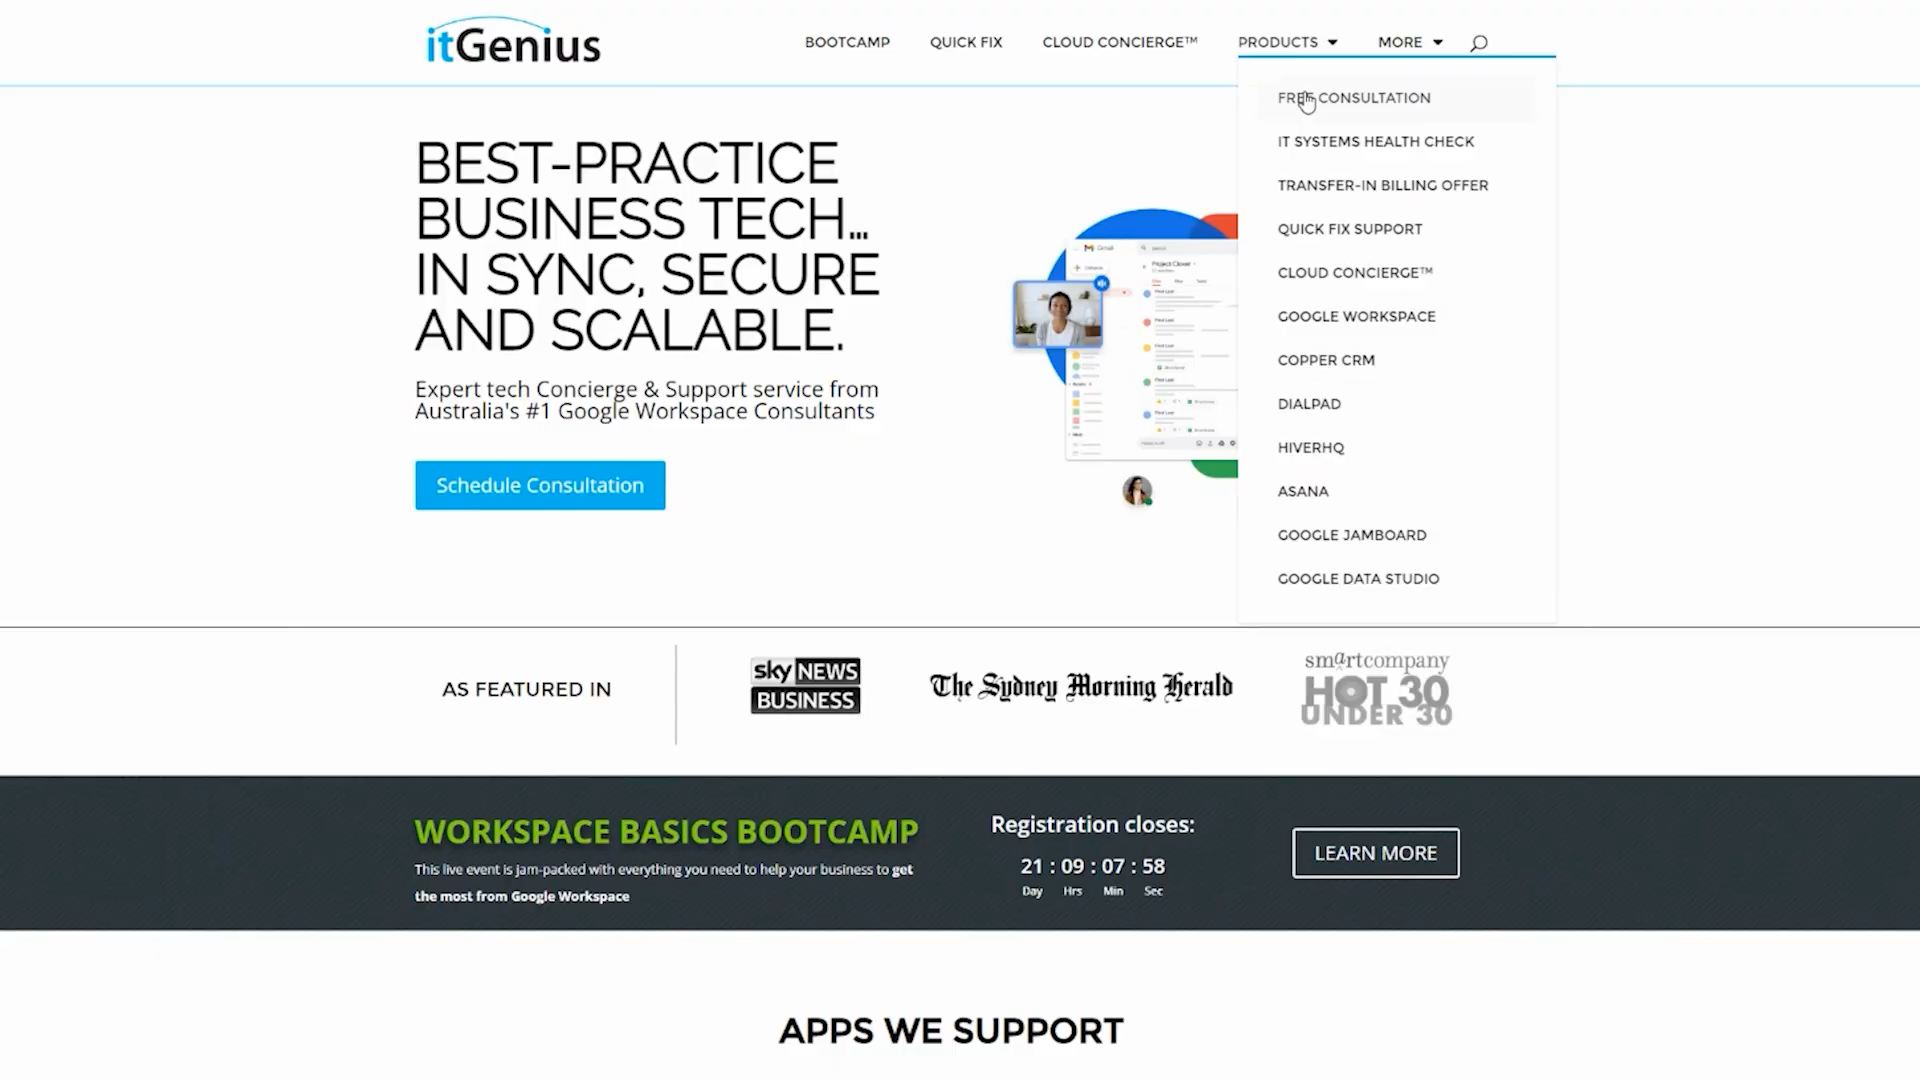 itGenius
BOOTCAMP
QUICK FIX
CLOUD CONCIERGE™
PRODUCTS
MORE
FREE CONSULTATION
IT SYSTEMS HEALTH CHECK
TRANSFER-IN BILLING OFFER
QUICK FIX SUPPORT
CLOUD CONCIERGE™
GOOGLE WORKSPACE
COPPER CRM
DIALPAD
HIVERHQ
ASANA
GOOGLE JAMBOARD
GOOGLE DATA STUDIO
BEST-PRACTICE
BUSINESS TECH...
IN SYNC, SECURE
AND SCALABLE.
Expert tech Concierge & Support service from
Australia's #1 Google Workspace Consultants
Schedule Consultation
Gmail
Project Clover
AS FEATURED IN
sky NEWS
BUSINESS
The Sydney Morning Herald
smartcompany
HOT 30
UNDER 30
WORKSPACE BASICS BOOTCAMP
This live event is jam-packed with everything you need to help your business to get
the most from Google Workspace
Registration closes:
21 : 09 : 07 : 58
Day Hrs Min Sec
LEARN MORE
APPS WE SUPPORT